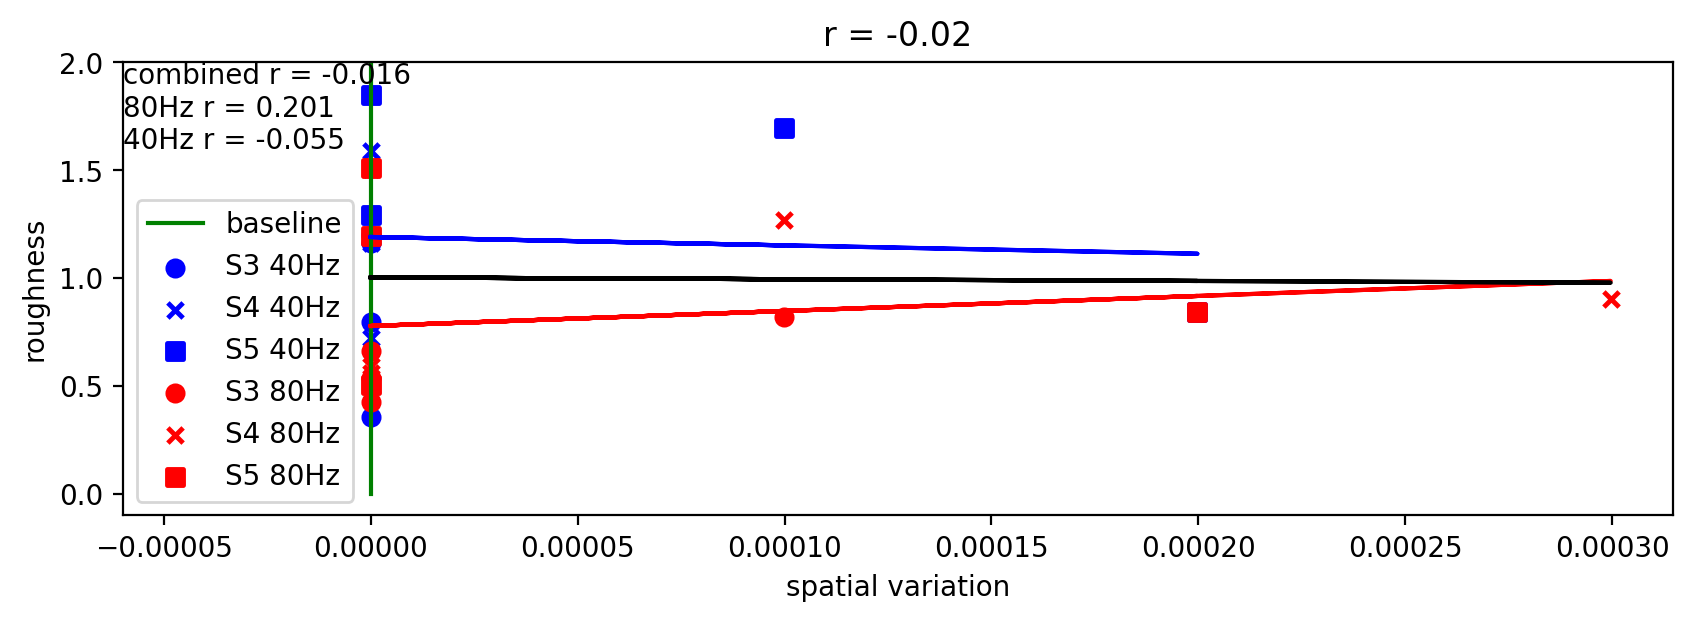 r = -0.02
combined r = -0.016
80Hz r = 0.201
40Hz r = -0.055
baseline
S3 40Hz
S4 40Hz
S5 40Hz
S3 80Hz
S4 80Hz
S5 80Hz
roughness
2.0
1.5
1.0
0.5
0.0
−0.00005 0.00000 0.00005 0.00010 0.00015 0.00020 0.00025 0.00030
spatial variation